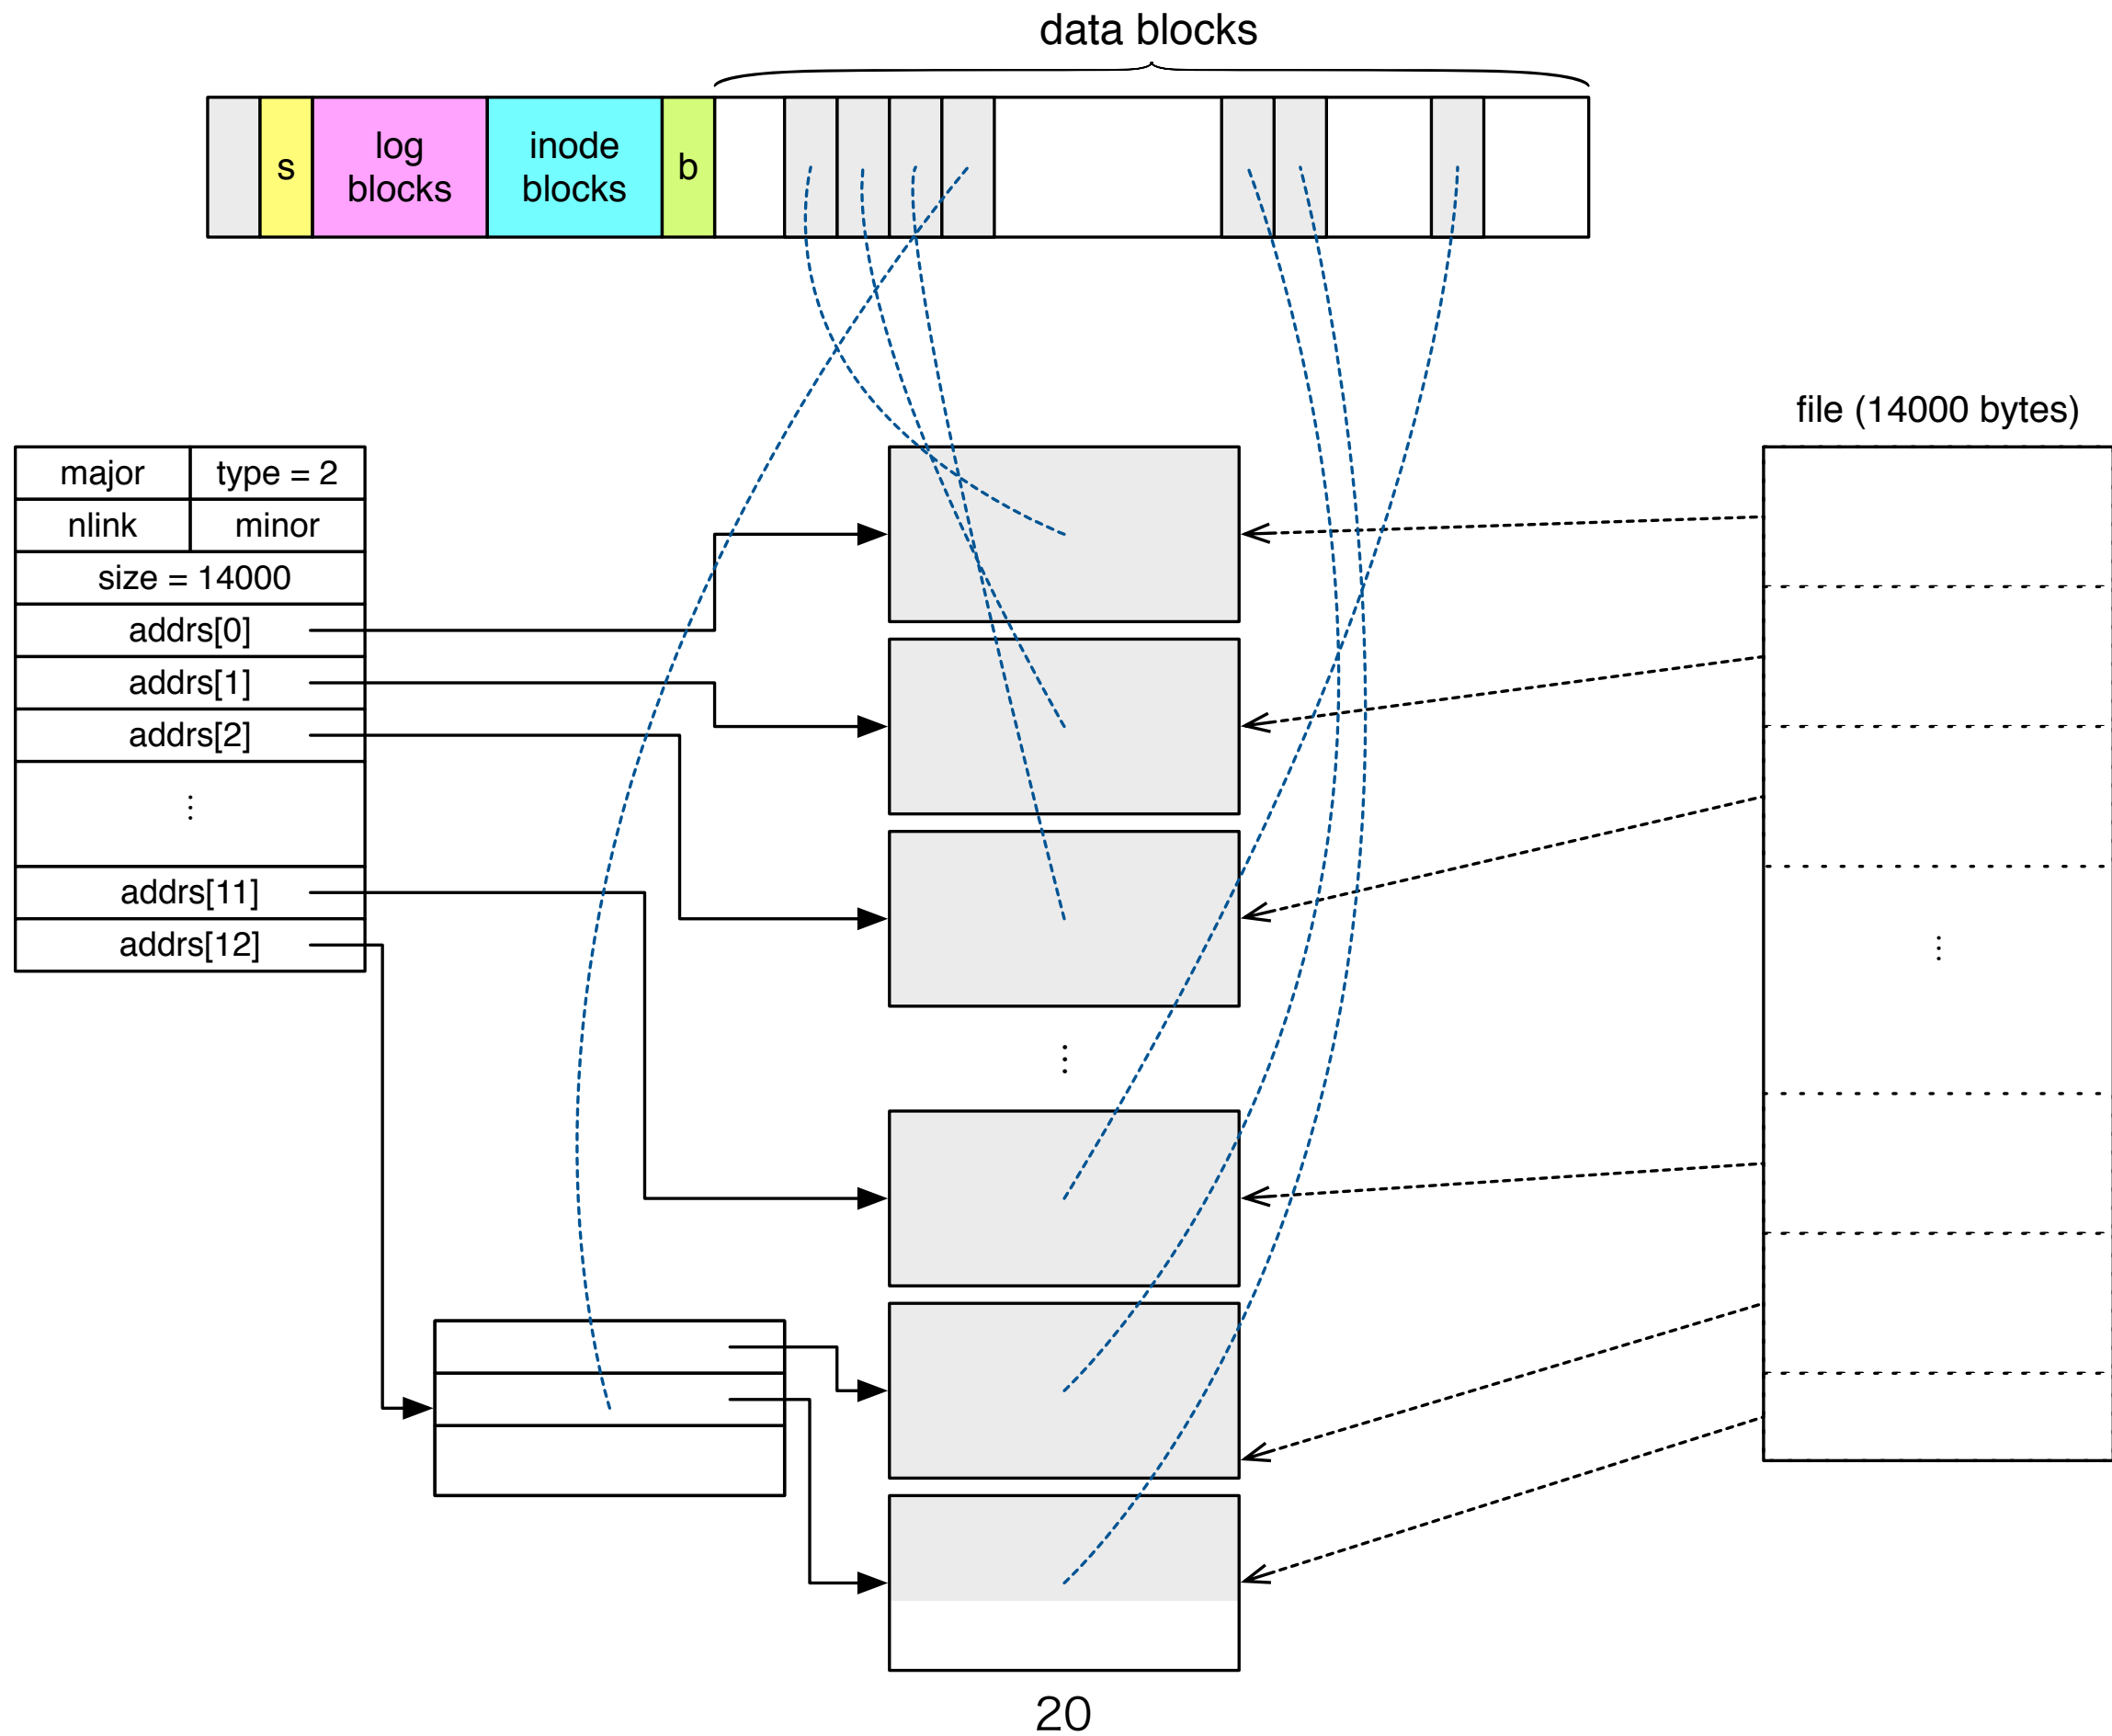 data blocks
s
log
blocks
inode
blocks
b
file (14000 bytes)
major
type = 2
nlink
minor
size = 14000
addrs[0]
addrs[1]
addrs[2]
⋮
addrs[11]
addrs[12]
⋮
⋮
20